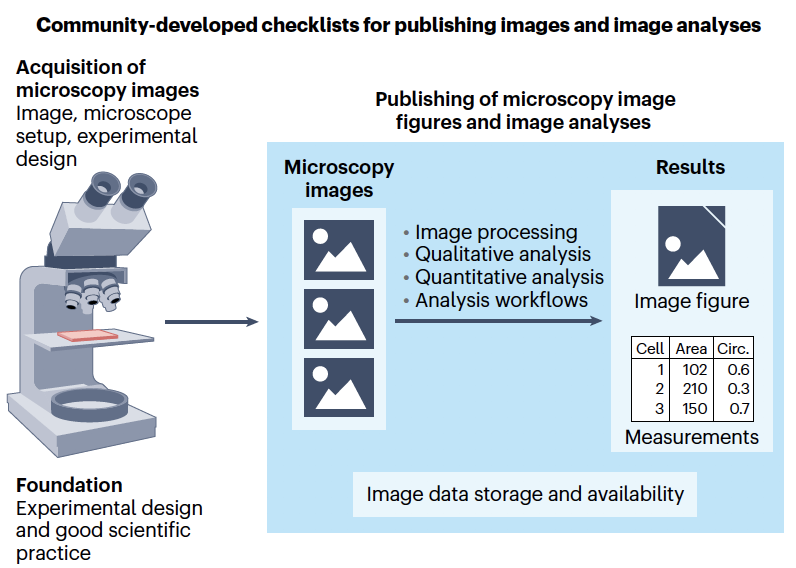 Community-developed checklists for publishing images and image analyses
Acquisition of
microscopy images
Image, microscope
setup, experimental
design
Foundation
Experimental design
and good scientific
practice
Publishing of microscopy image
figures and image analyses
Microscopy
images
• Image processing
• Qualitative analysis
• Quantitative analysis
• Analysis workflows
Results
Image figure
Cell Area Circ.
1 102 0.6
2 210 0.3
3 150 0.7
Measurements
Image data storage and availability